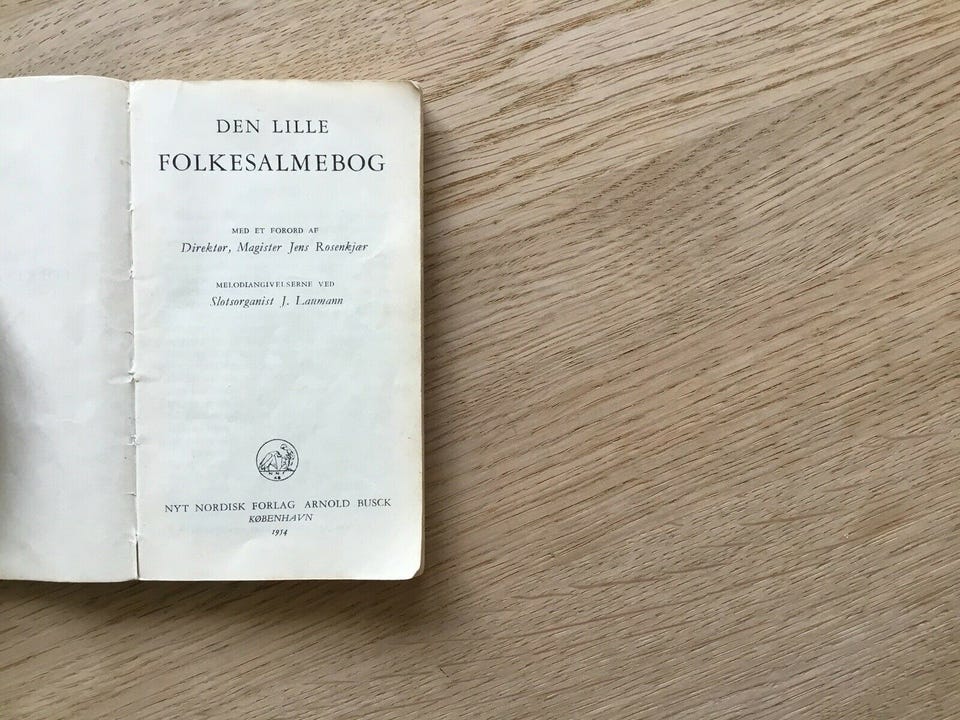 DEN LILLE
FOLKESALMEBOG
MED ET FORORD AF
Direktør, Magister Jens Rosenkjær
MELODIANGIVELSERNE VED
Slotsorganist J. Laumann
NYT NORDISK FORLAG ARNOLD BUSCK
KØBENHAVN
1954